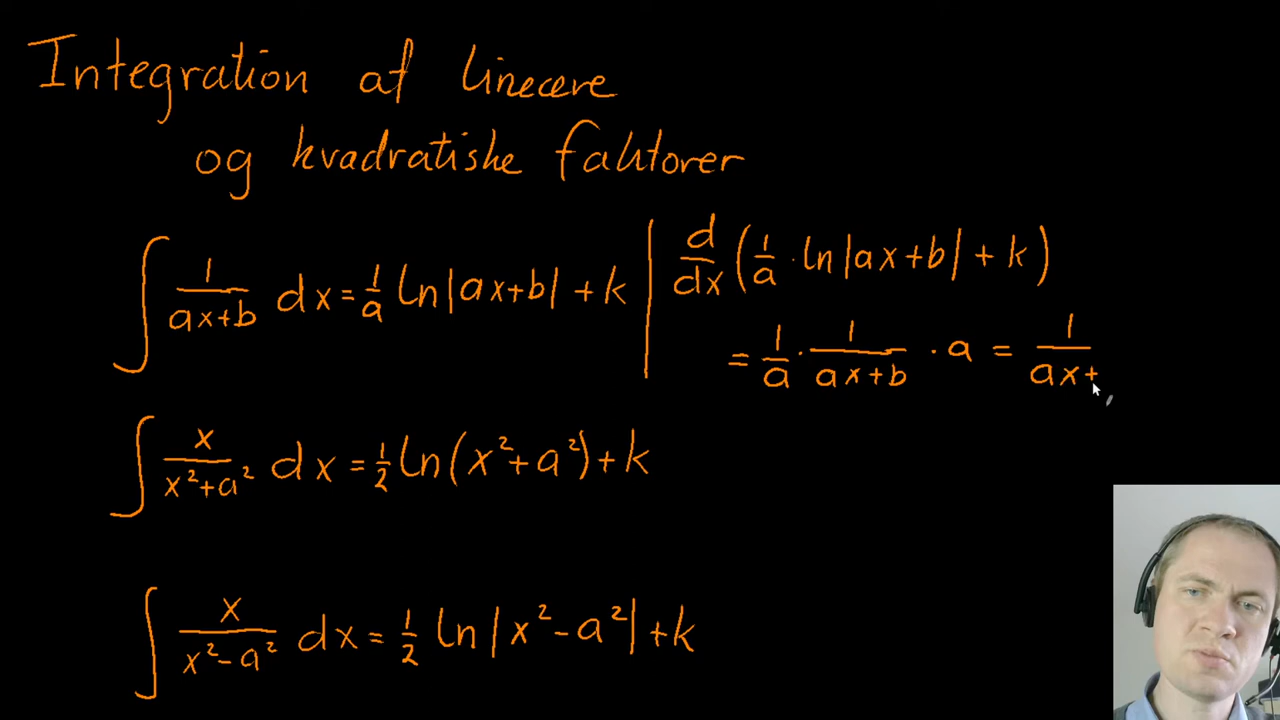 Integration af lineære
og kvadratiske faktorer
∫ 1/(ax+b) dx = 1/a ln|ax+b| + k
d/dx (1/a · ln|ax+b| + k)
= 1/a · 1/(ax+b) · a = 1/(ax+
∫ x/(x²+a²) dx = 1/2 ln(x²+a²) + k
∫ x/(x²-a²) dx = 1/2 ln|x²-a²| + k